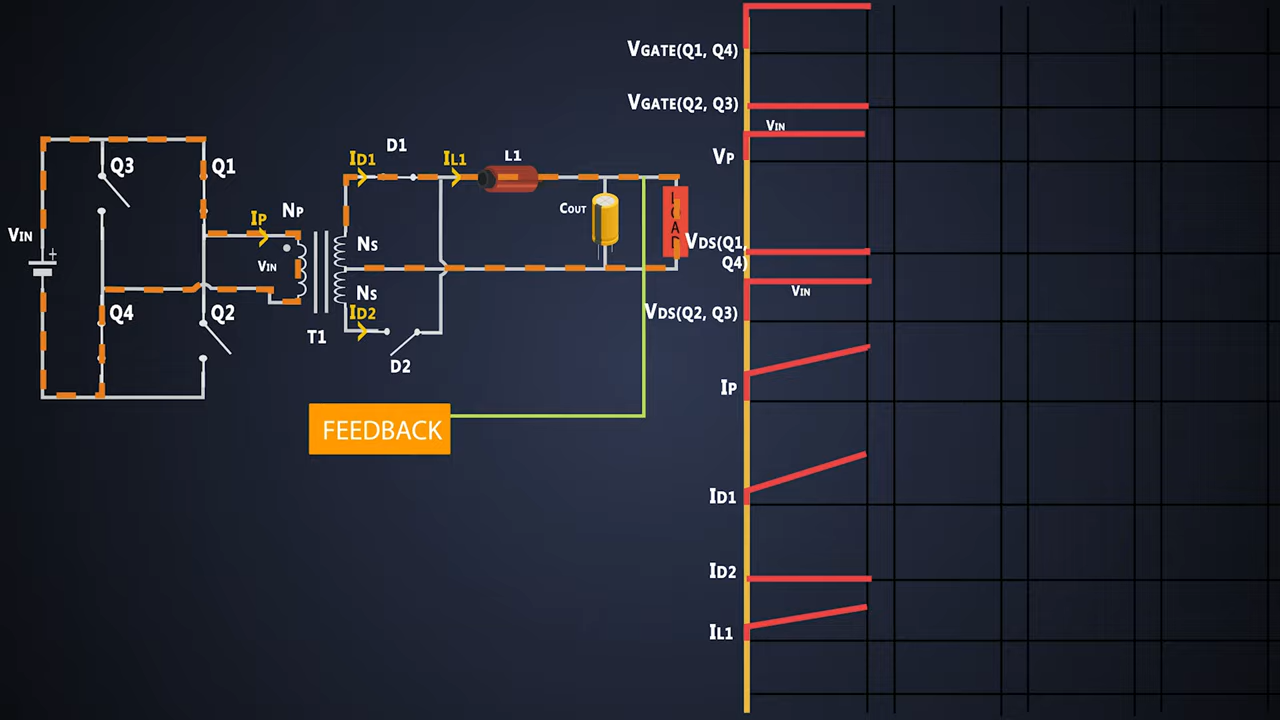 VGATE(Q1, Q4)
VGATE(Q2, Q3)
VIN
VP
VDS(Q1,
Q4)
VIN
VDS(Q2, Q3)
IP
ID1
ID2
IL1
Q3
Q1
VIN
+
Q4
Q2
IP
NP
VIN
T1
NS
NS
ID1
D1
IL1
L1
COUT
LOAD
ID2
D2
FEEDBACK